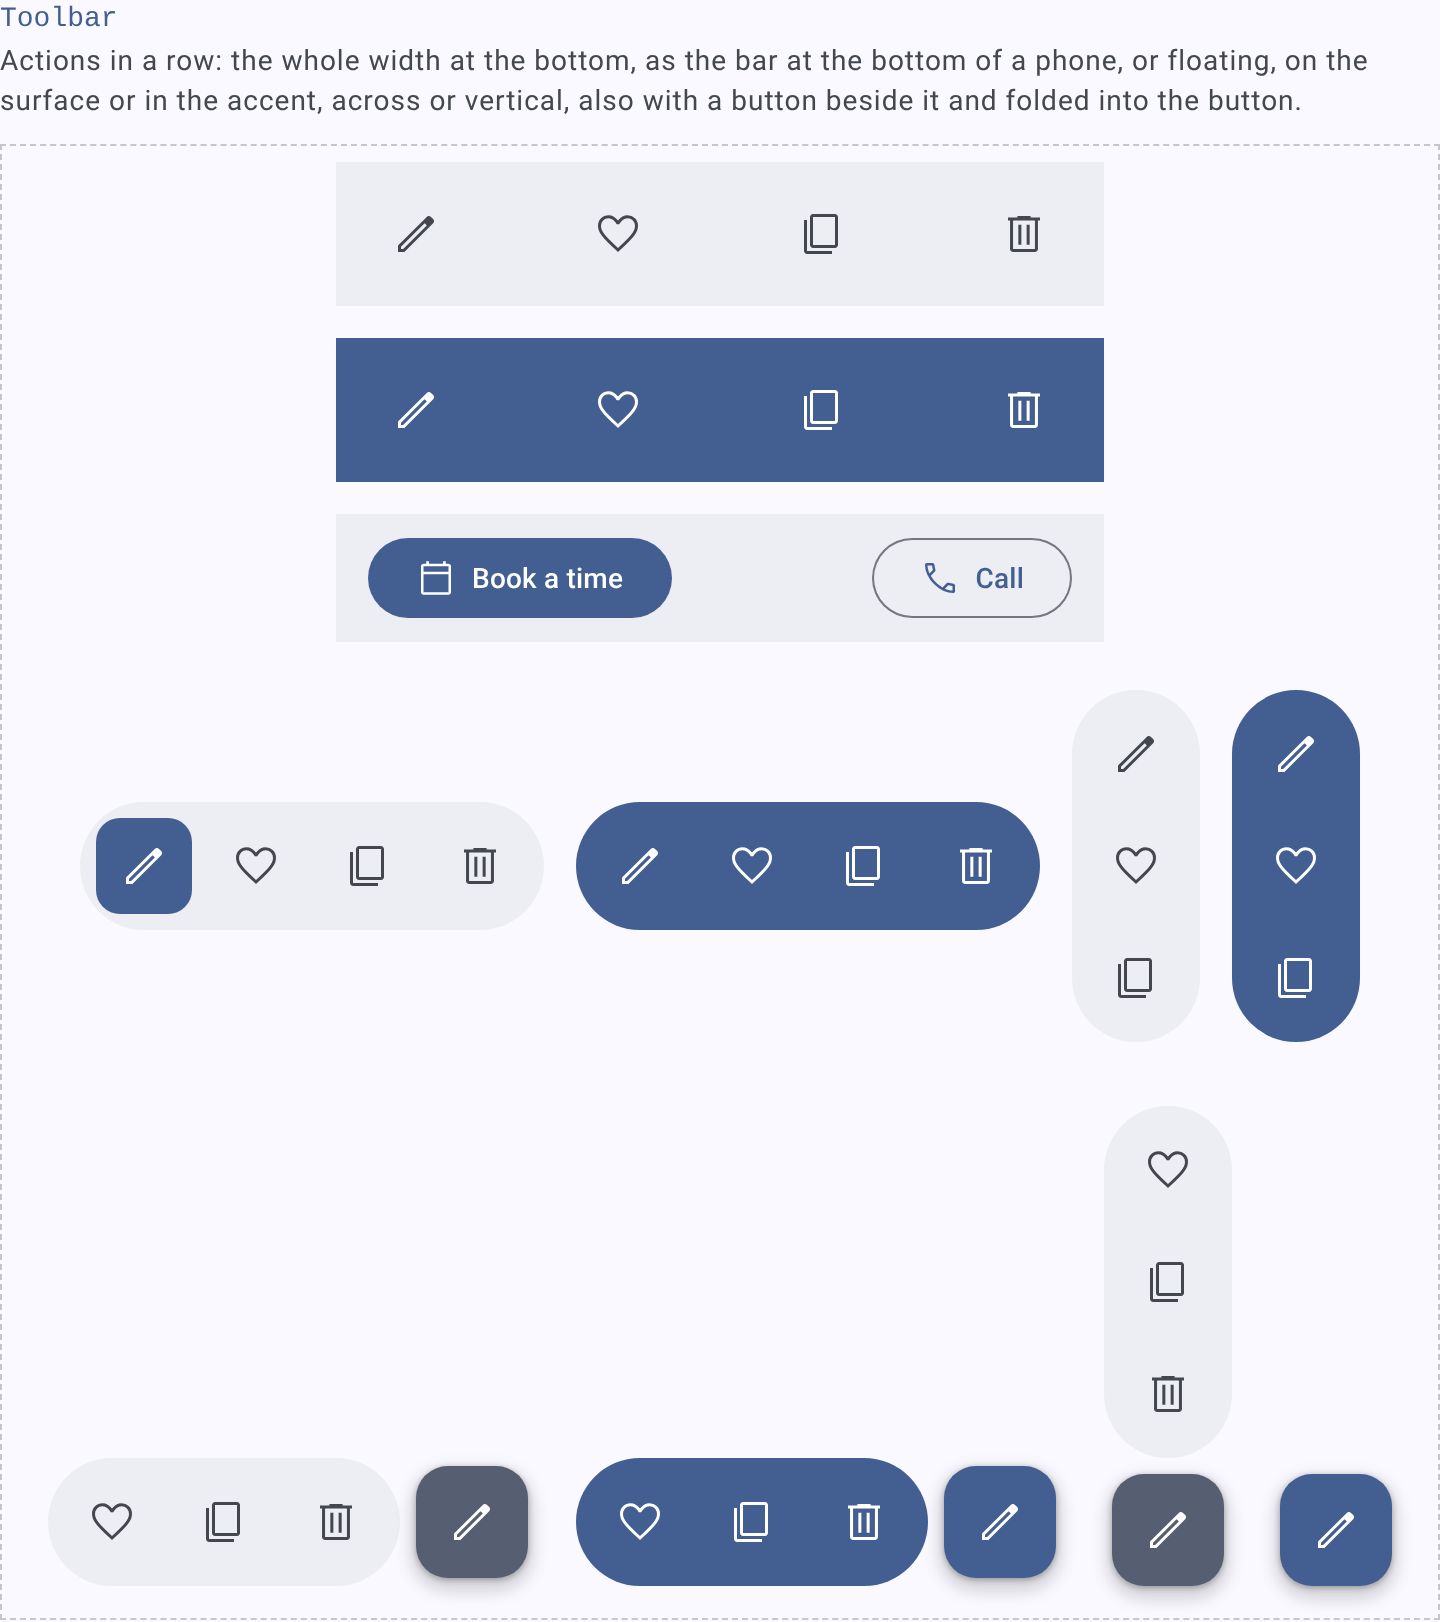 Toolbar
Actions in a row: the whole width at the bottom, as the bar at the bottom of a phone, or floating, on the
surface or in the accent, across or vertical, also with a button beside it and folded into the button.
Book a time
Call